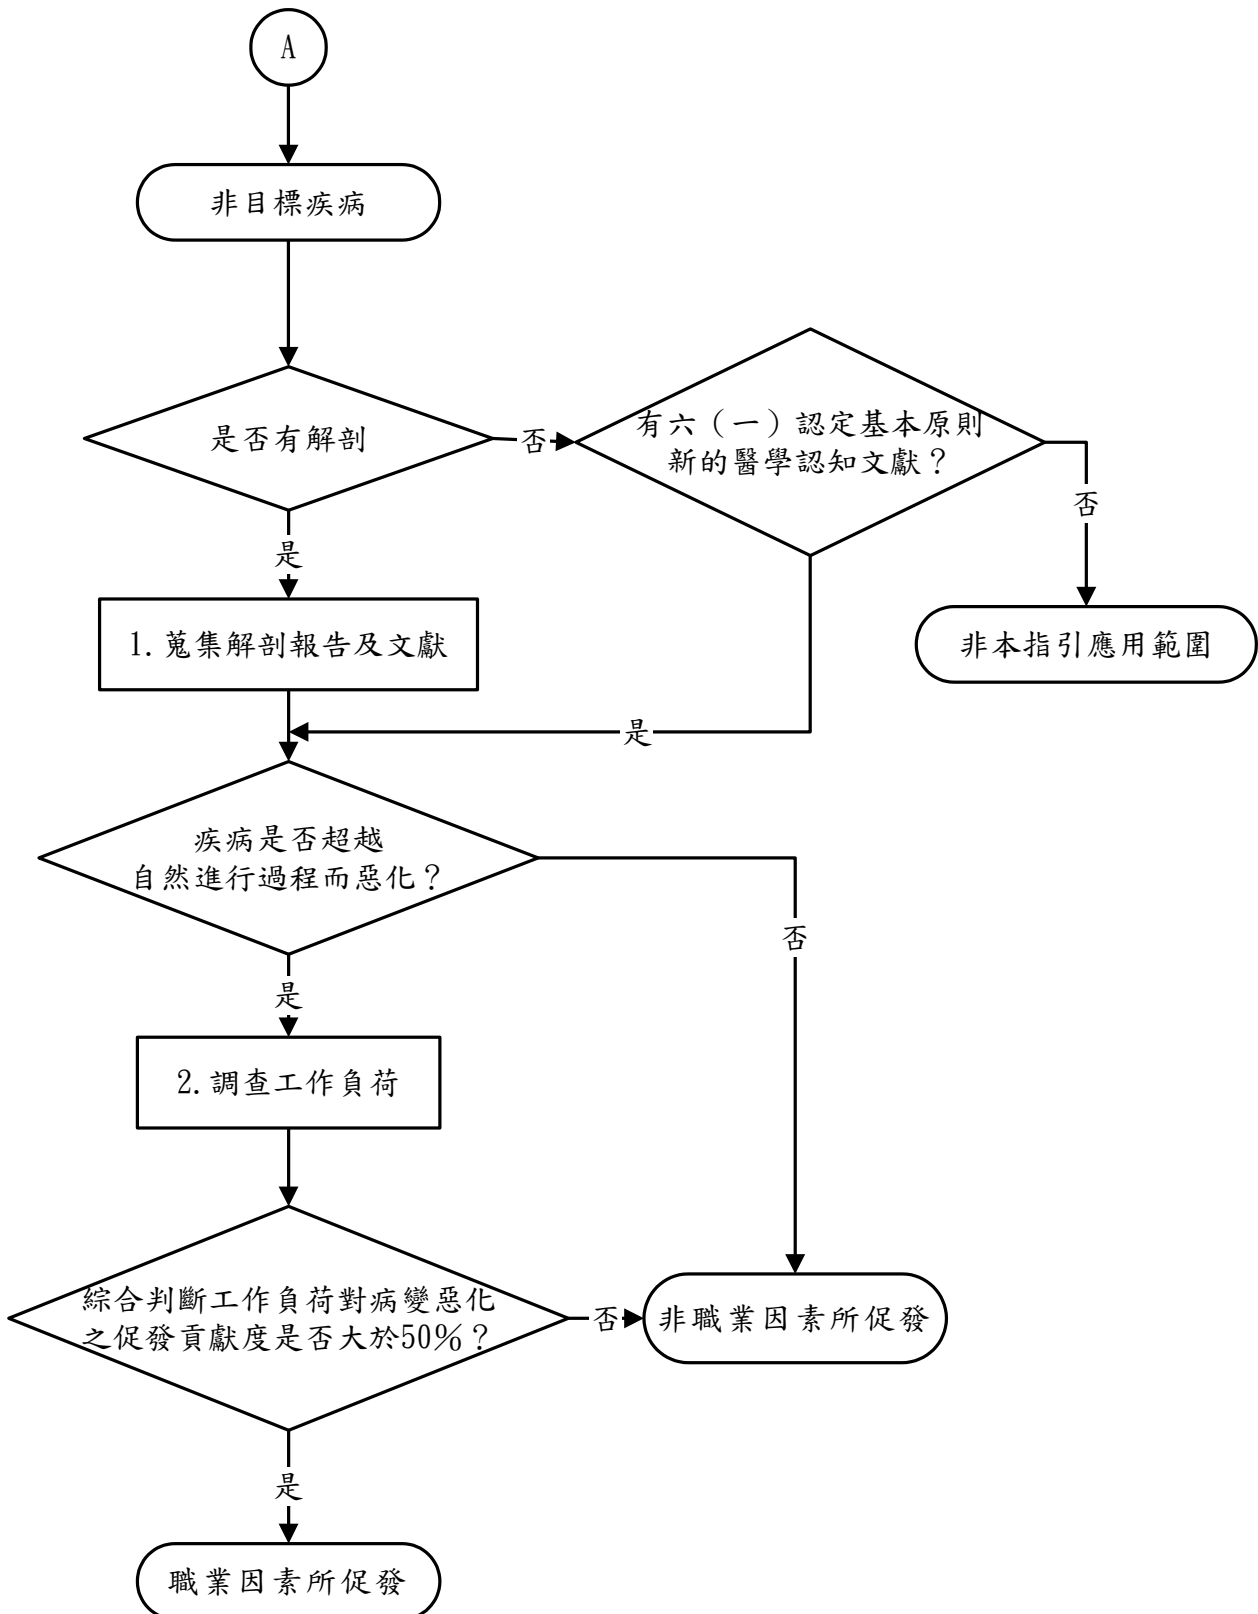 A
非目標疾病
是否有解剖
否
有六（一）認定基本原則
新的醫學認知文獻？
否
是
1. 蒐集解剖報告及文獻
非本指引應用範圍
是
疾病是否超越
自然進行過程而惡化？
否
是
2. 調查工作負荷
綜合判斷工作負荷對病變惡化
之促發貢獻度是否大於50%？
否
非職業因素所促發
是
職業因素所促發